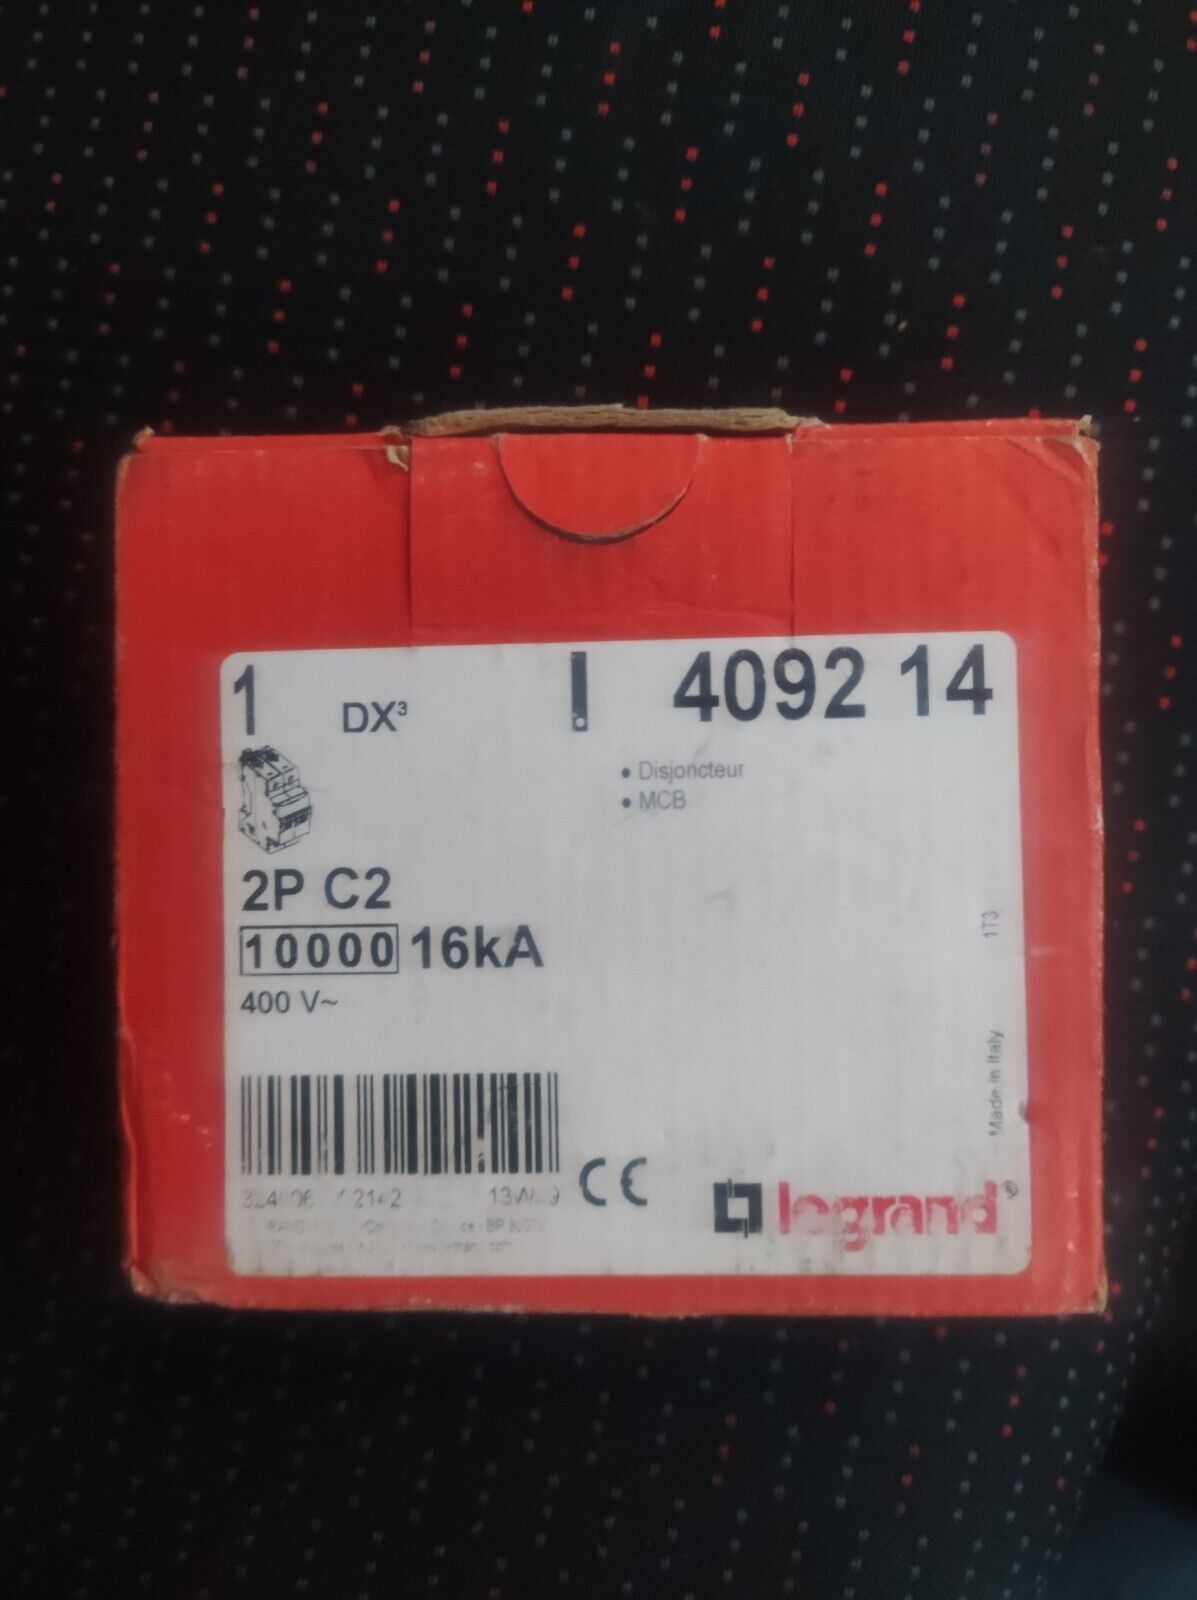 1 DX³ 4092 14
• Disjoncteur
• MCB
2P C2
10000 16kA
400 V~
1T3
Made in Italy
CE
legrand®